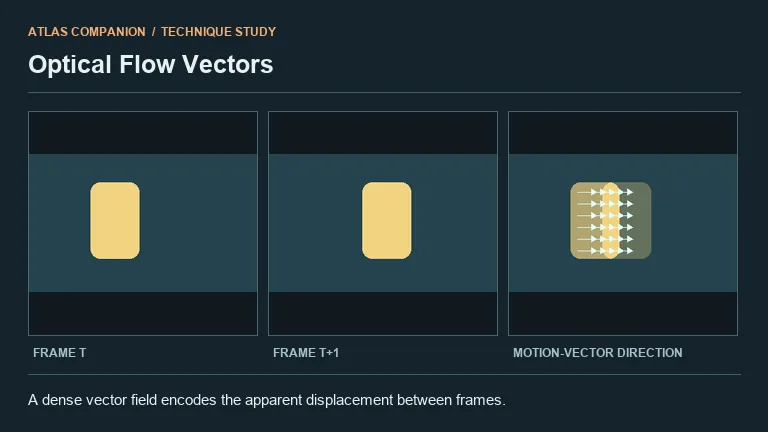 ATLAS COMPANION / TECHNIQUE STUDY
Optical Flow Vectors
FRAME T
FRAME T+1
MOTION-VECTOR DIRECTION
A dense vector field encodes the apparent displacement between frames.